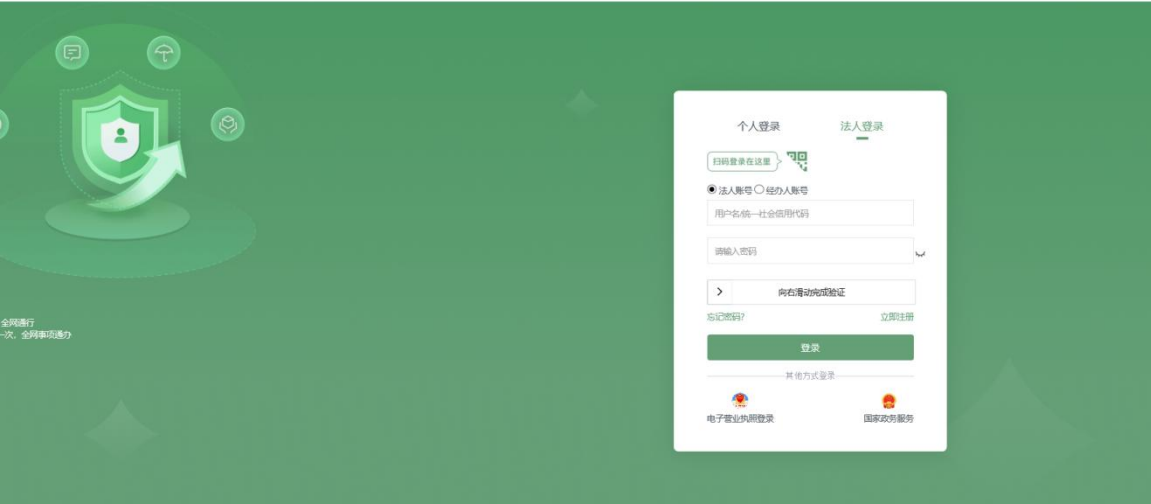 个人登录
法人登录
扫码登录在这里
法人账号 经办人账号
用户名/统一社会信用代码
请输入密码
向右滑动完成验证
忘记密码?
立即注册
登录
其他方式登录
电子营业执照登录
国家政务服务
全网通行
一次，全网事项通办